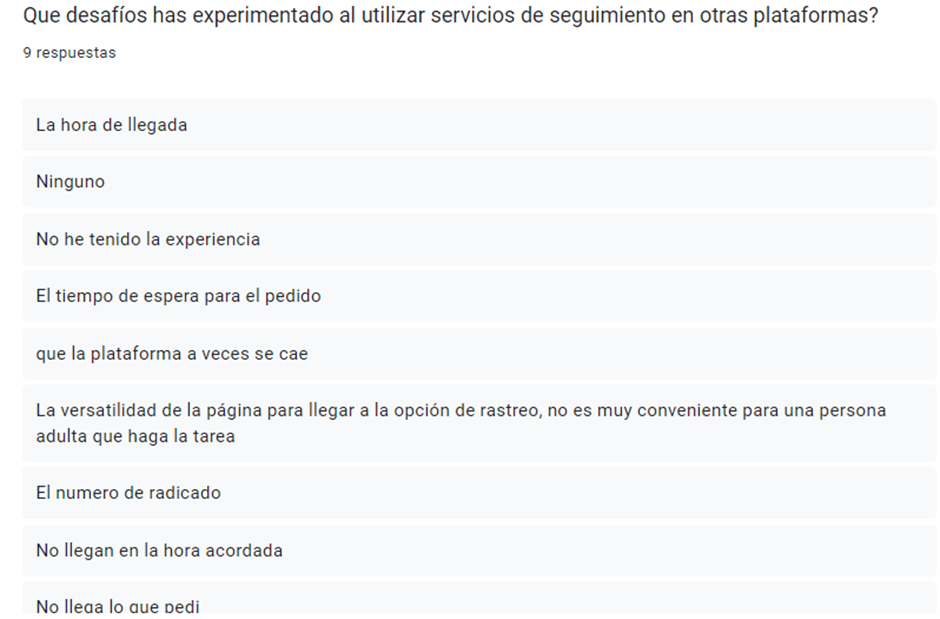 Que desafíos has experimentado al utilizar servicios de seguimiento en otras plataformas?
9 respuestas
La hora de llegada
Ninguno
No he tenido la experiencia
El tiempo de espera para el pedido
que la plataforma a veces se cae
La versatilidad de la página para llegar a la opción de rastreo, no es muy conveniente para una persona
adulta que haga la tarea
El numero de radicado
No llegan en la hora acordada
No llega lo que pedi